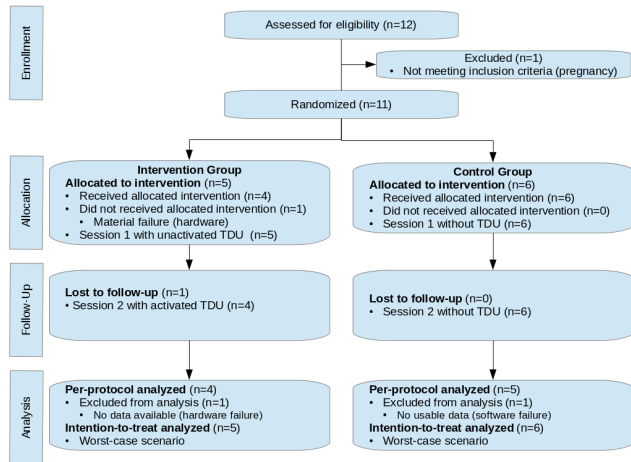 Enrollment
Assessed for eligibility (n=12)
Excluded (n=1)
• Not meeting inclusion criteria (pregnancy)
Randomized (n=11)
Allocation
Intervention Group
Allocated to intervention (n=5)
• Received allocated intervention (n=4)
• Did not received allocated intervention (n=1)
• Material failure (hardware)
• Session 1 with unactivated TDU (n=5)
Control Group
Allocated to intervention (n=6)
• Received allocated intervention (n=6)
• Did not received allocated intervention (n=0)
• Session 1 without TDU (n=6)
Follow-Up
Lost to follow-up (n=1)
• Session 2 with activated TDU (n=4)
Lost to follow-up (n=0)
• Session 2 without TDU (n=6)
Analysis
Per-protocol analyzed (n=4)
• Excluded from analysis (n=1)
• No data available (hardware failure)
Intention-to-treat analyzed (n=5)
• Worst-case scenario
Per-protocol analyzed (n=5)
• Excluded from analysis (n=1)
• No usable data (software failure)
Intention-to-treat analyzed (n=6)
• Worst-case scenario